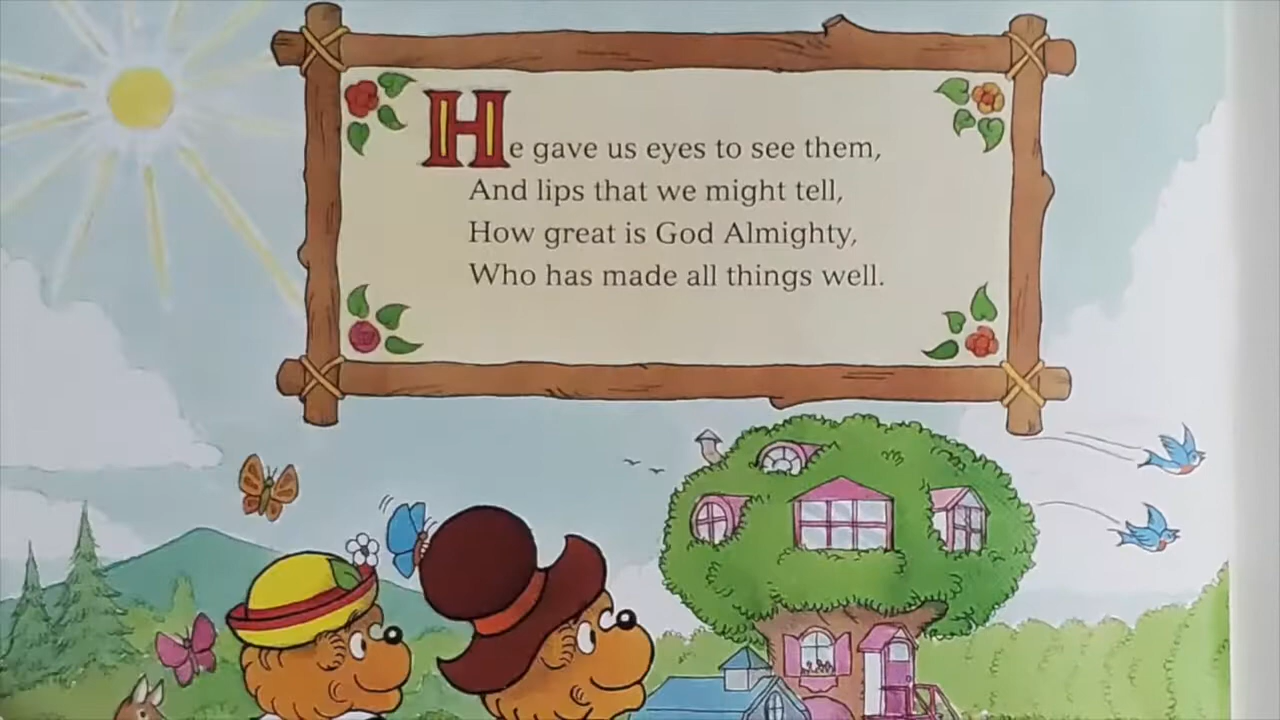 He gave us eyes to see them,
And lips that we might tell,
How great is God Almighty,
Who has made all things well.